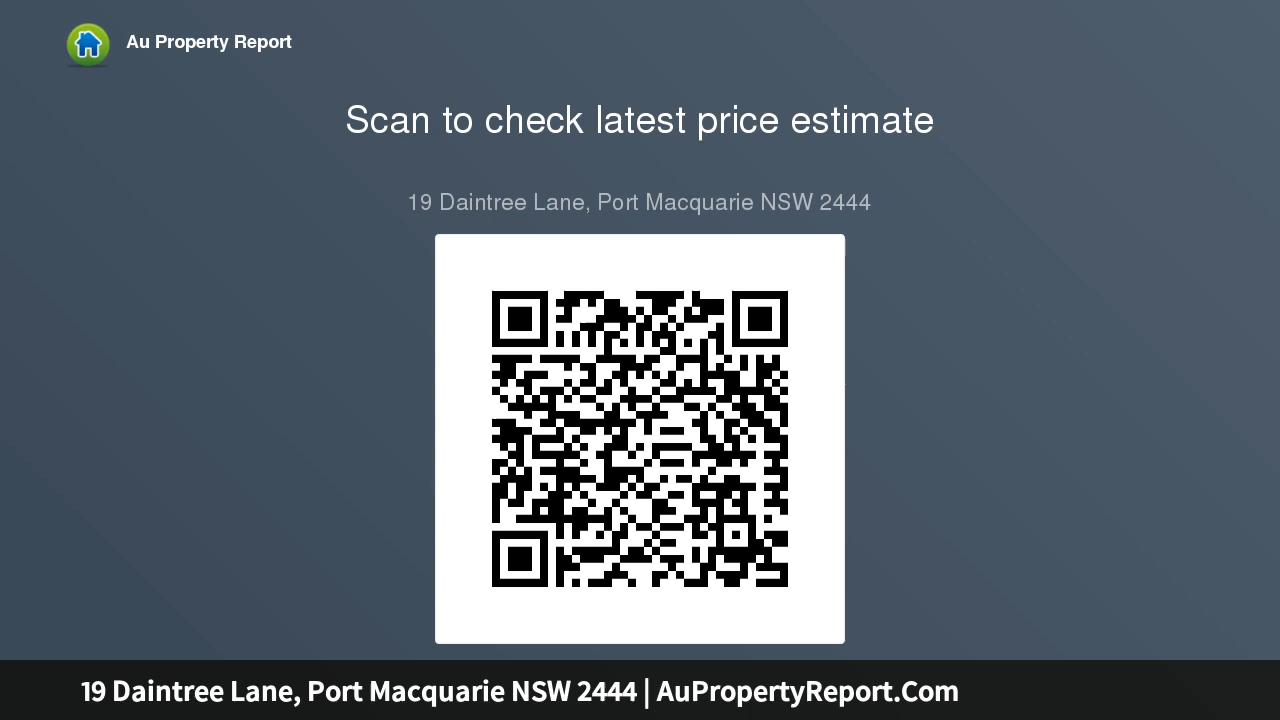 Au Property Report
Scan to check latest price estimate
19 Daintree Lane, Port Macquarie NSW 2444
19 Daintree Lane, Port Macquarie NSW 2444 | AuPropertyReport.Com